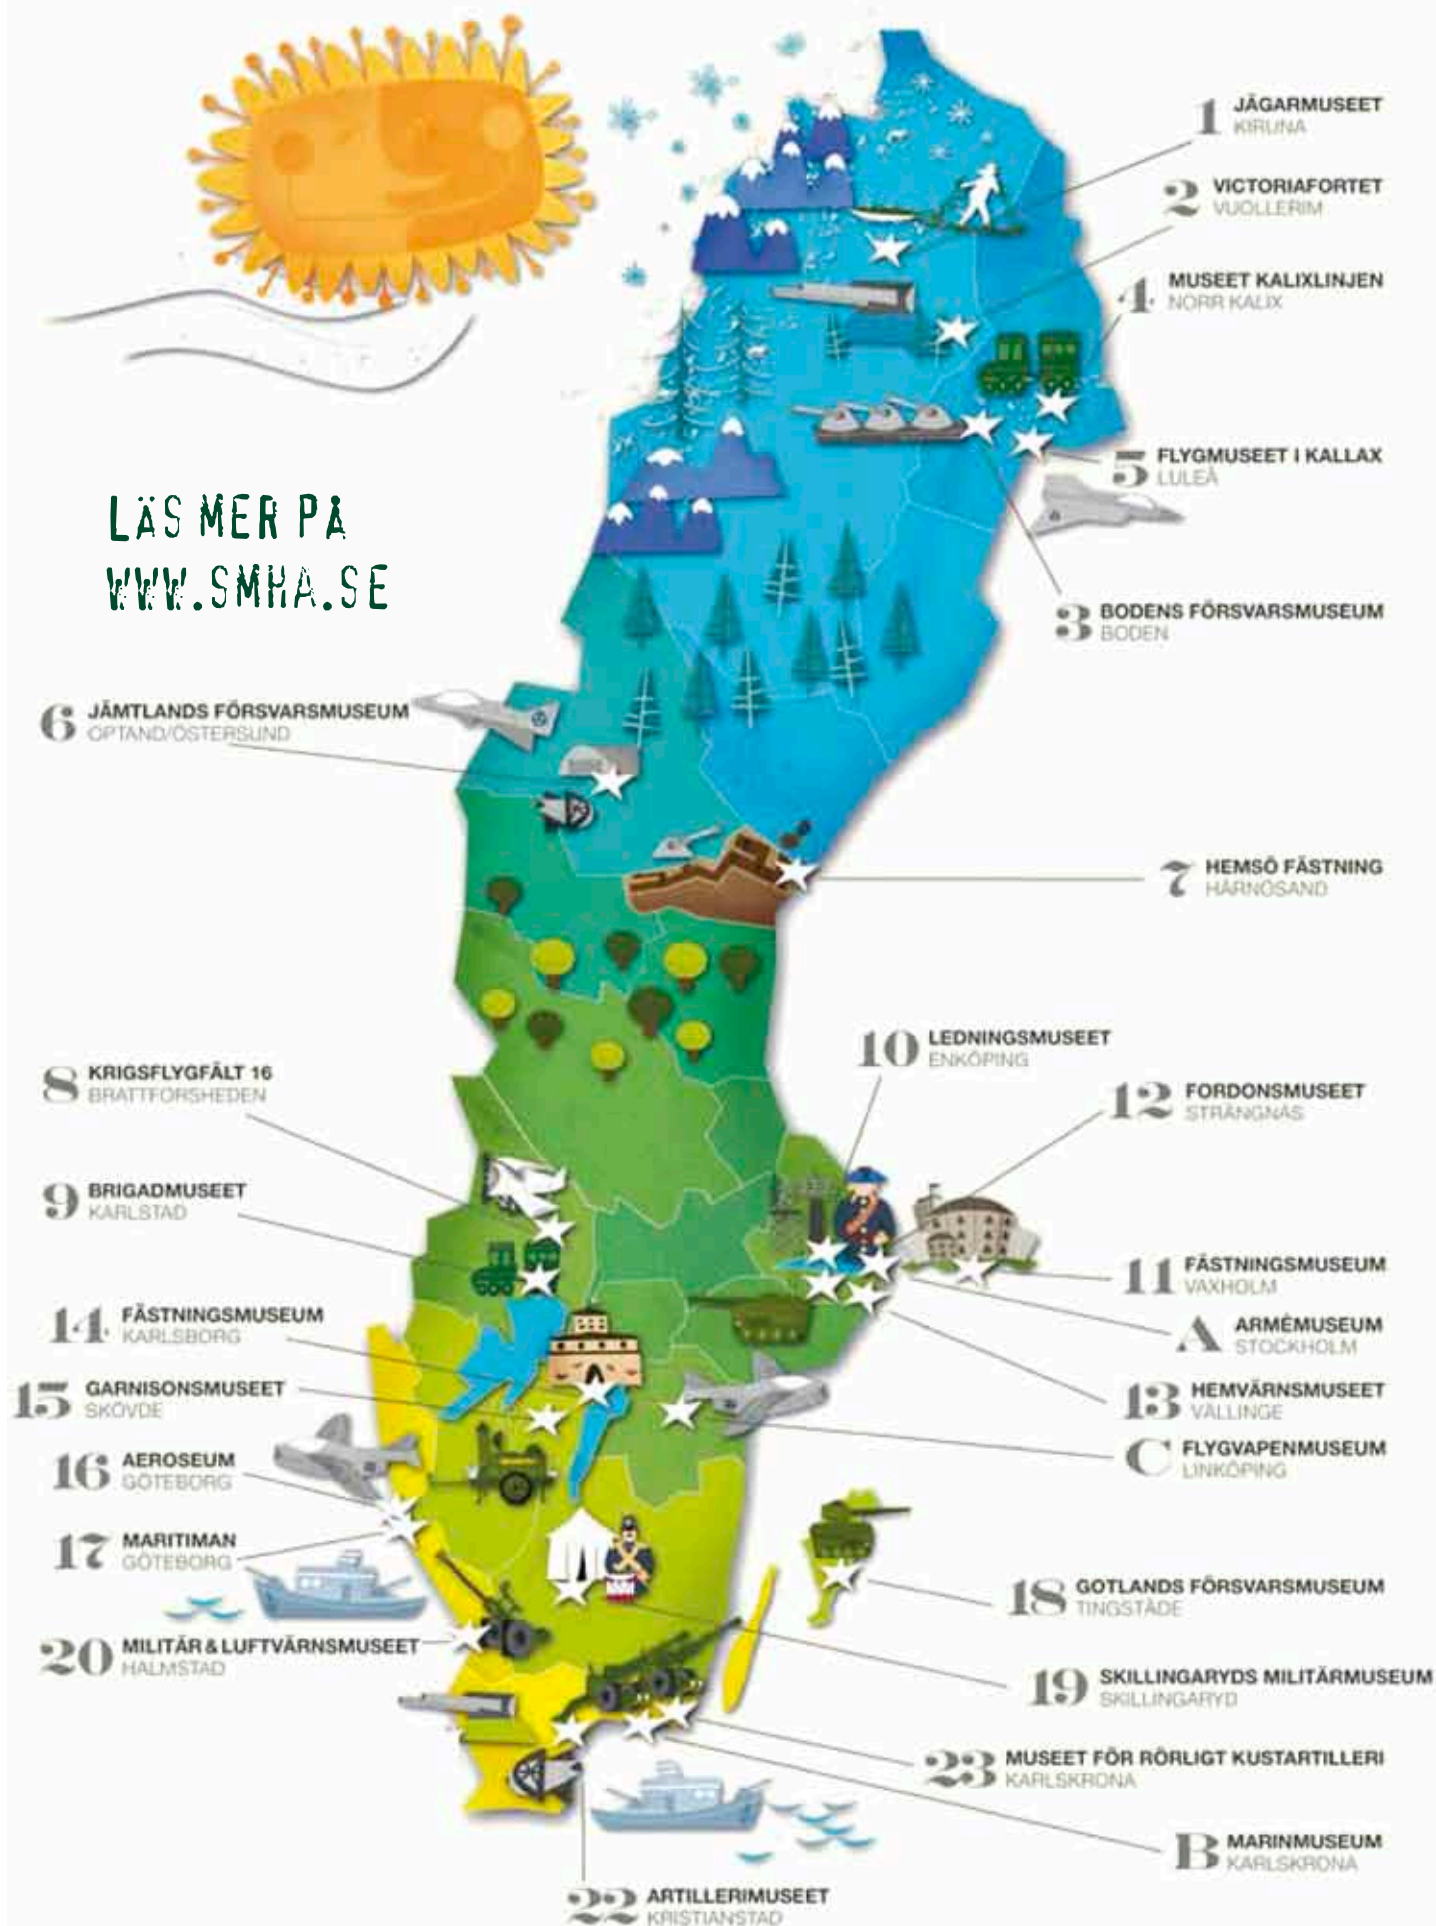 1 JÄGARMUSEET
KIRUNA
2 VICTORIAFORTET
VUOLLERIM
4 MUSEET KALIXLINJEN
NORR KALIX
5 FLYGMUSEET I KALLAX
LULEÅ
LÄS MER PÅ
WWW.SMHA.SE
3 BODENS FÖRSVARSMUSEUM
BODEN
6 JÄMTLANDS FÖRSVARSMUSEUM
OPTAND/ÖSTERSUND
7 HEMSÖ FÄSTNING
HÄRNÖSAND
10 LEDNINGSMUSEET
ENKÖPING
8 KRIGSFLYGFÄLT 16
BRATTFORSHEDEN
12 FORDONSMUSEET
STRÄNGNÄS
9 BRIGADMUSEET
KARLSTAD
11 FÄSTNINGSMUSEUM
VAXHOLM
14 FÄSTNINGSMUSEUM
KARLSBORG
A ARMÉMUSEUM
STOCKHOLM
15 GARNISONSMUSEET
SKÖVDE
13 HEMVÄRNSMUSEET
VÄLLINGE
16 AEROSEUM
GÖTEBORG
C FLYGVAPENMUSEUM
LINKÖPING
17 MARITIMAN
GÖTEBORG
18 GOTLANDS FÖRSVARSMUSEUM
TINGSTÄDE
20 MILITÄR & LUFTVÄRNSMUSEET
HALMSTAD
19 SKILLINGARYDS MILITÄRMUSEUM
SKILLINGARYD
23 MUSEET FÖR RÖRLIGT KUSTARTILLERI
KARLSKRONA
B MARINMUSEUM
KARLSKRONA
22 ARTILLERIMUSEET
KRISTIANSTAD